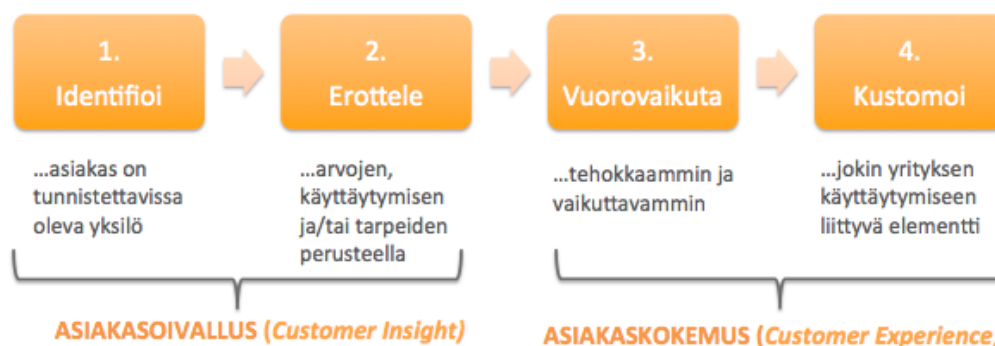 1.
Identifioi
2.
Erottele
3.
Vuorovaikuta
4.
Kustomoi
...asiakas on
tunnistettavissa
oleva yksilö
...arvojen,
käyttäytymisen
ja/tai tarpeiden
perusteella
...tehokkaammin ja
vaikuttavammin
...jokin yrityksen
käyttäytymiseen
liittyvä elementti
ASIAKASOIVALLUS (Customer Insight)
ASIAKASKOKEMUS (Customer Experience)